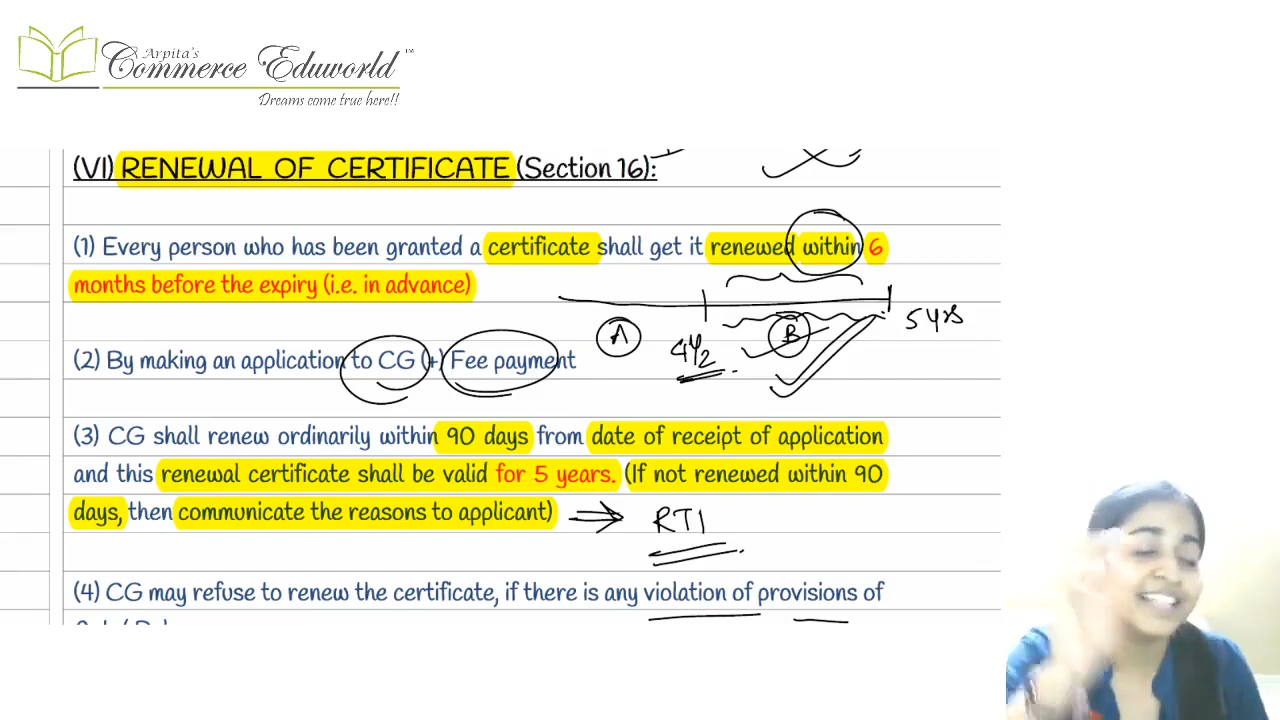 Arpita's
Commerce Eduworld™
Dreams come true here!!
(VI) RENEWAL OF CERTIFICATE (Section 16):
(1) Every person who has been granted a certificate shall get it renewed within 6
months before the expiry (i.e. in advance)
A
B
4 1/2
5 yrs
(2) By making an application to CG (+) Fee payment
(3) CG shall renew ordinarily within 90 days from date of receipt of application
and this renewal certificate shall be valid for 5 years. (If not renewed within 90
days, then communicate the reasons to applicant)
RTI
(4) CG may refuse to renew the certificate, if there is any violation of provisions of